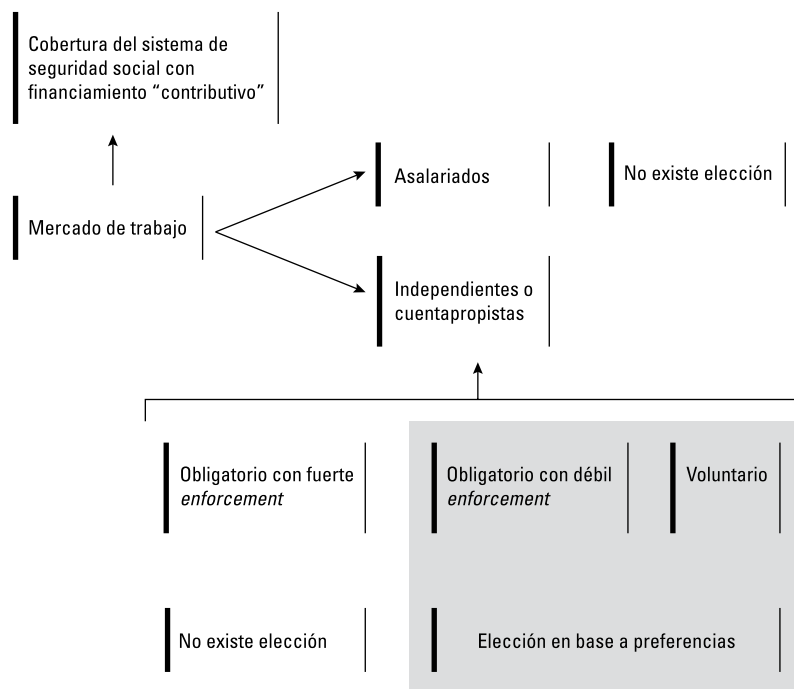 Cobertura del sistema de
seguridad social con
financiamiento “contributivo”
Mercado de trabajo
Asalariados
No existe elección
Independientes o
cuentapropistas
Obligatorio con fuerte
enforcement
Obligatorio con débil
enforcement
Voluntario
No existe elección
Elección en base a preferencias